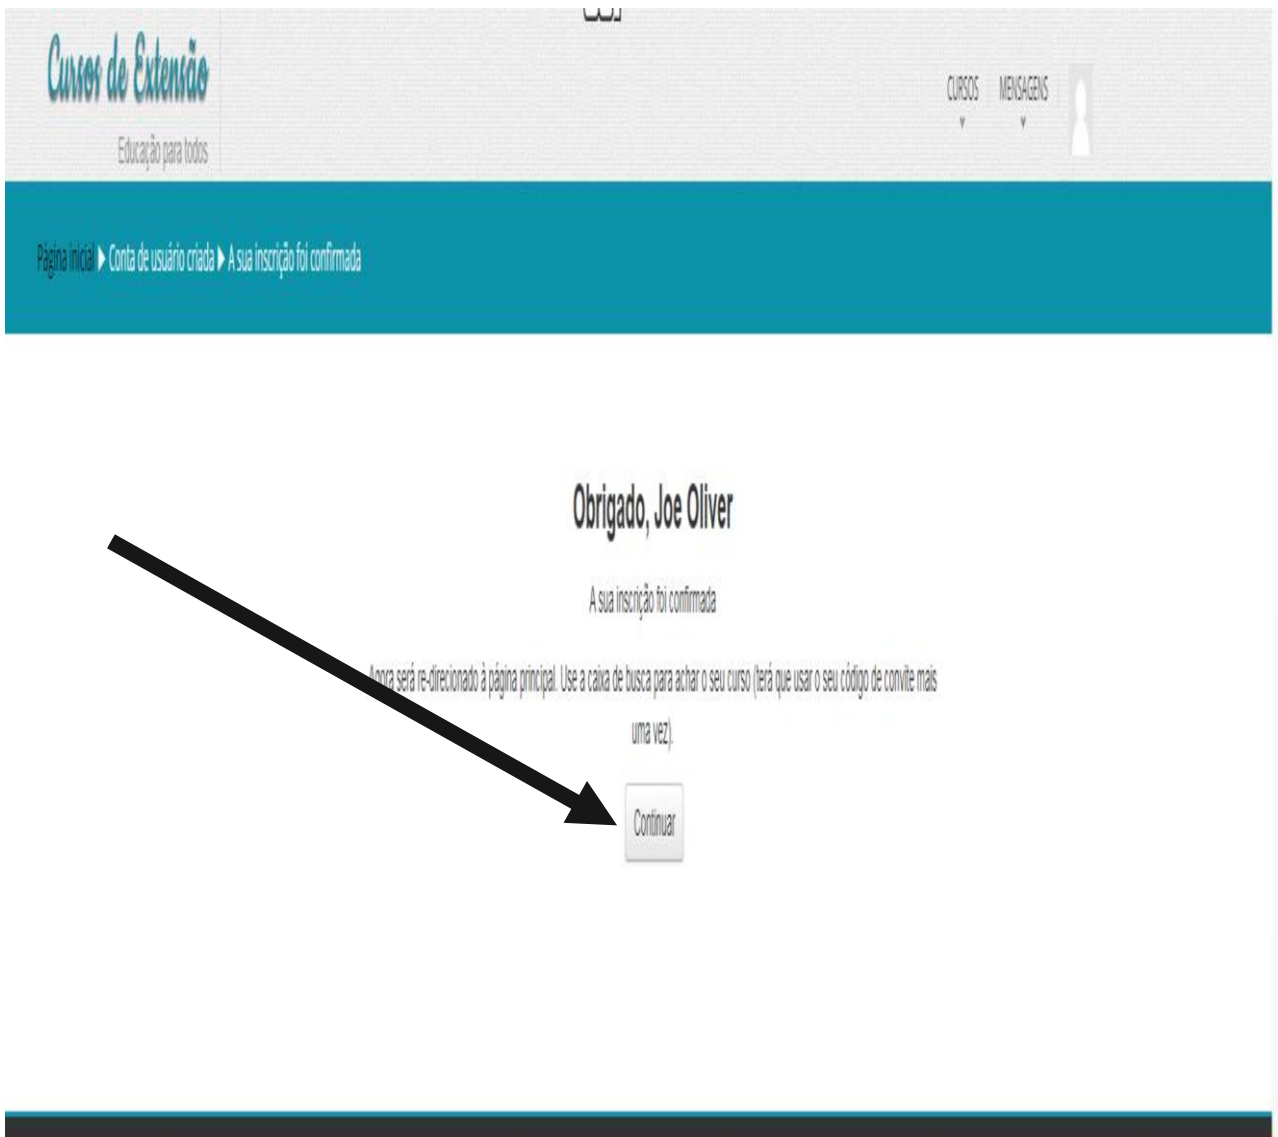 Cursos de Extensão
Educação para todos
CURSOS MENSAGENS
Página inicial ▶ Conta de usuário criada ▶ A sua inscrição foi confirmada
Obrigado, Joe Oliver
A sua inscrição foi confirmada
Agora será re-direcionado à página principal. Use a caixa de busca para achar o seu curso (terá que usar o seu código de convite mais
uma vez).
Continuar